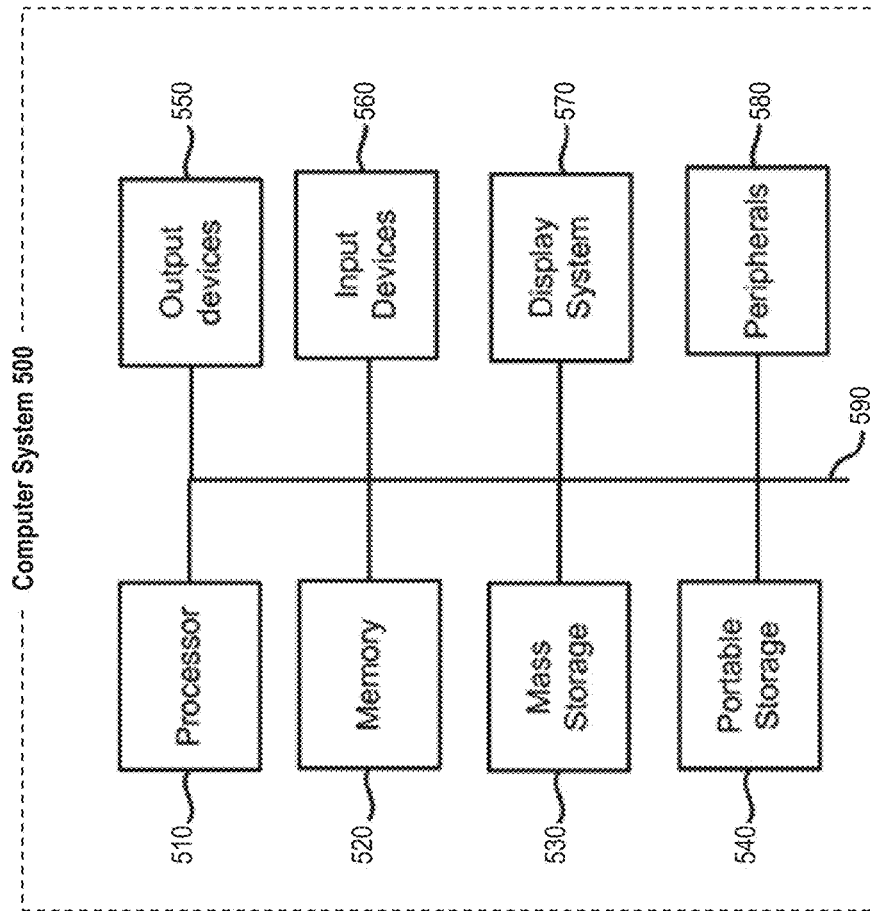 Computer System 500
510
Processor
Output
devices
550
520
Memory
Input
Devices
560
530
Mass
Storage
Display
System
570
540
Portable
Storage
Peripherals
580
590